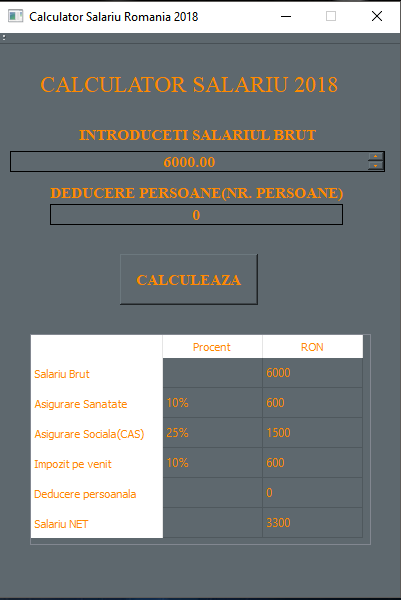 Calculator Salariu Romania 2018
CALCULATOR SALARIU 2018
INTRODUCETI SALARIUL BRUT
6000.00
DEDUCERE PERSOANE(NR. PERSOANE)
0
CALCULEAZA
Procent RON
Salariu Brut 6000
Asigurare Sanatate 10% 600
Asigurare Sociala(CAS) 25% 1500
Impozit pe venit 10% 600
Deducere persoanala 0
Salariu NET 3300